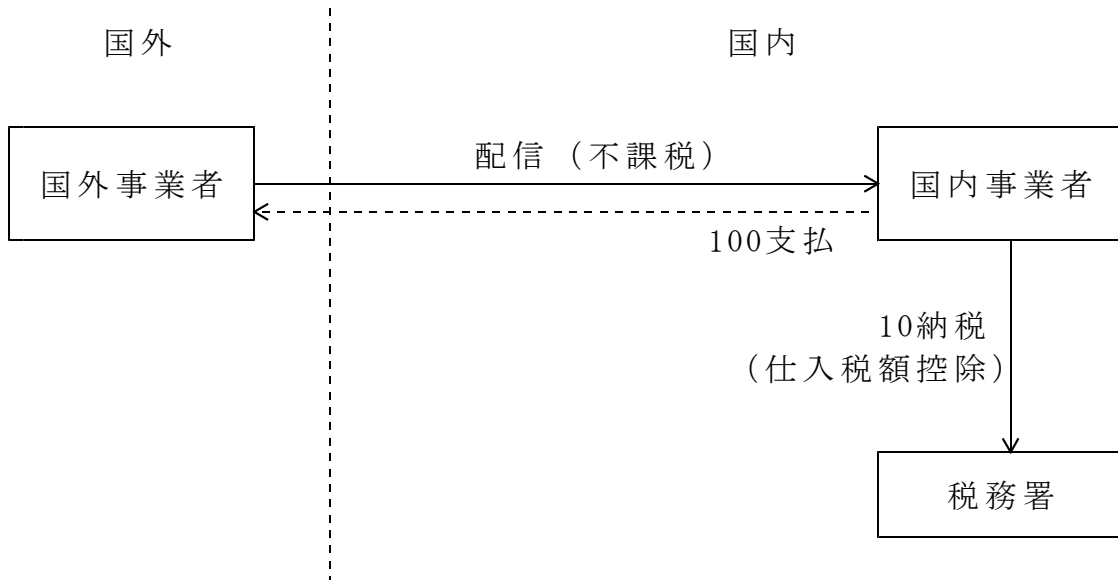 国外
国内
国外事業者
配信（不課税）
国内事業者
100支払
10納税
（仕入税額控除）
税務署